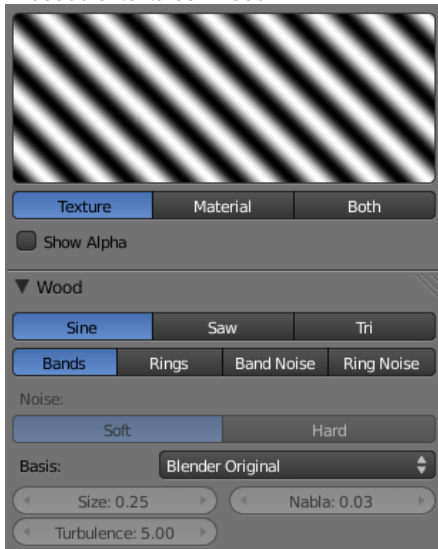 Texture Material Both
Show Alpha
Wood
Sine Saw Tri
Bands Rings Band Noise Ring Noise
Noise:
Soft Hard
Basis: Blender Original
Size: 0.25 Nabla: 0.03
Turbulence: 5.00